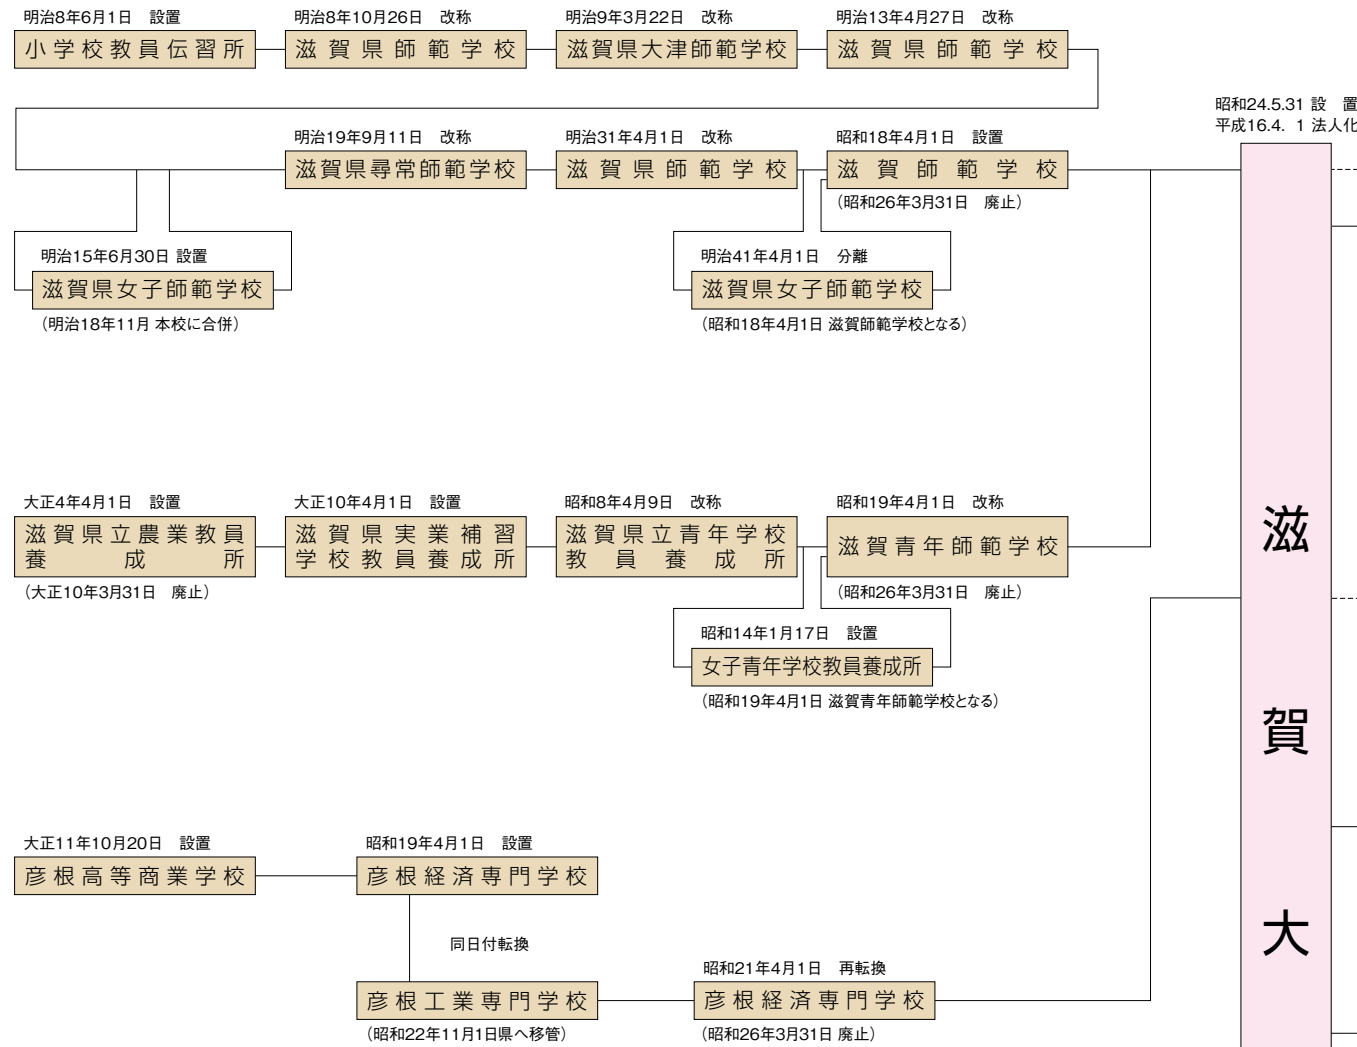 明治8年6月1日　設置
小学校教員伝習所
明治8年10月26日　改称
滋賀県師範学校
明治9年3月22日　改称
滋賀県大津師範学校
明治13年4月27日　改称
滋賀県師範学校
昭和24.5.31 設　置
平成16.4. 1 法人化
明治19年9月11日　改称
滋賀県尋常師範学校
明治31年4月1日　改称
滋賀県師範学校
昭和18年4月1日　設置
滋賀師範学校
（昭和26年3月31日　廃止）
明治15年6月30日 設置
滋賀県女子師範学校
（明治18年11月 本校に合併）
明治41年4月1日　分離
滋賀県女子師範学校
（昭和18年4月1日 滋賀師範学校となる）
大正4年4月1日　設置
滋賀県立農業教員
養成所
（大正10年3月31日　廃止）
大正10年4月1日　設置
滋賀県実業補習
学校教員養成所
昭和8年4月9日　改称
滋賀県立青年学校
教員養成所
昭和19年4月1日　改称
滋賀青年師範学校
（昭和26年3月31日　廃止）
昭和14年1月17日　設置
女子青年学校教員養成所
（昭和19年4月1日 滋賀青年師範学校となる）
大正11年10月20日　設置
彦根高等商業学校
昭和19年4月1日　設置
彦根経済専門学校
同日付転換
彦根工業専門学校
（昭和22年11月1日県へ移管）
昭和21年4月1日　再転換
彦根経済専門学校
（昭和26年3月31日 廃止）
滋賀大